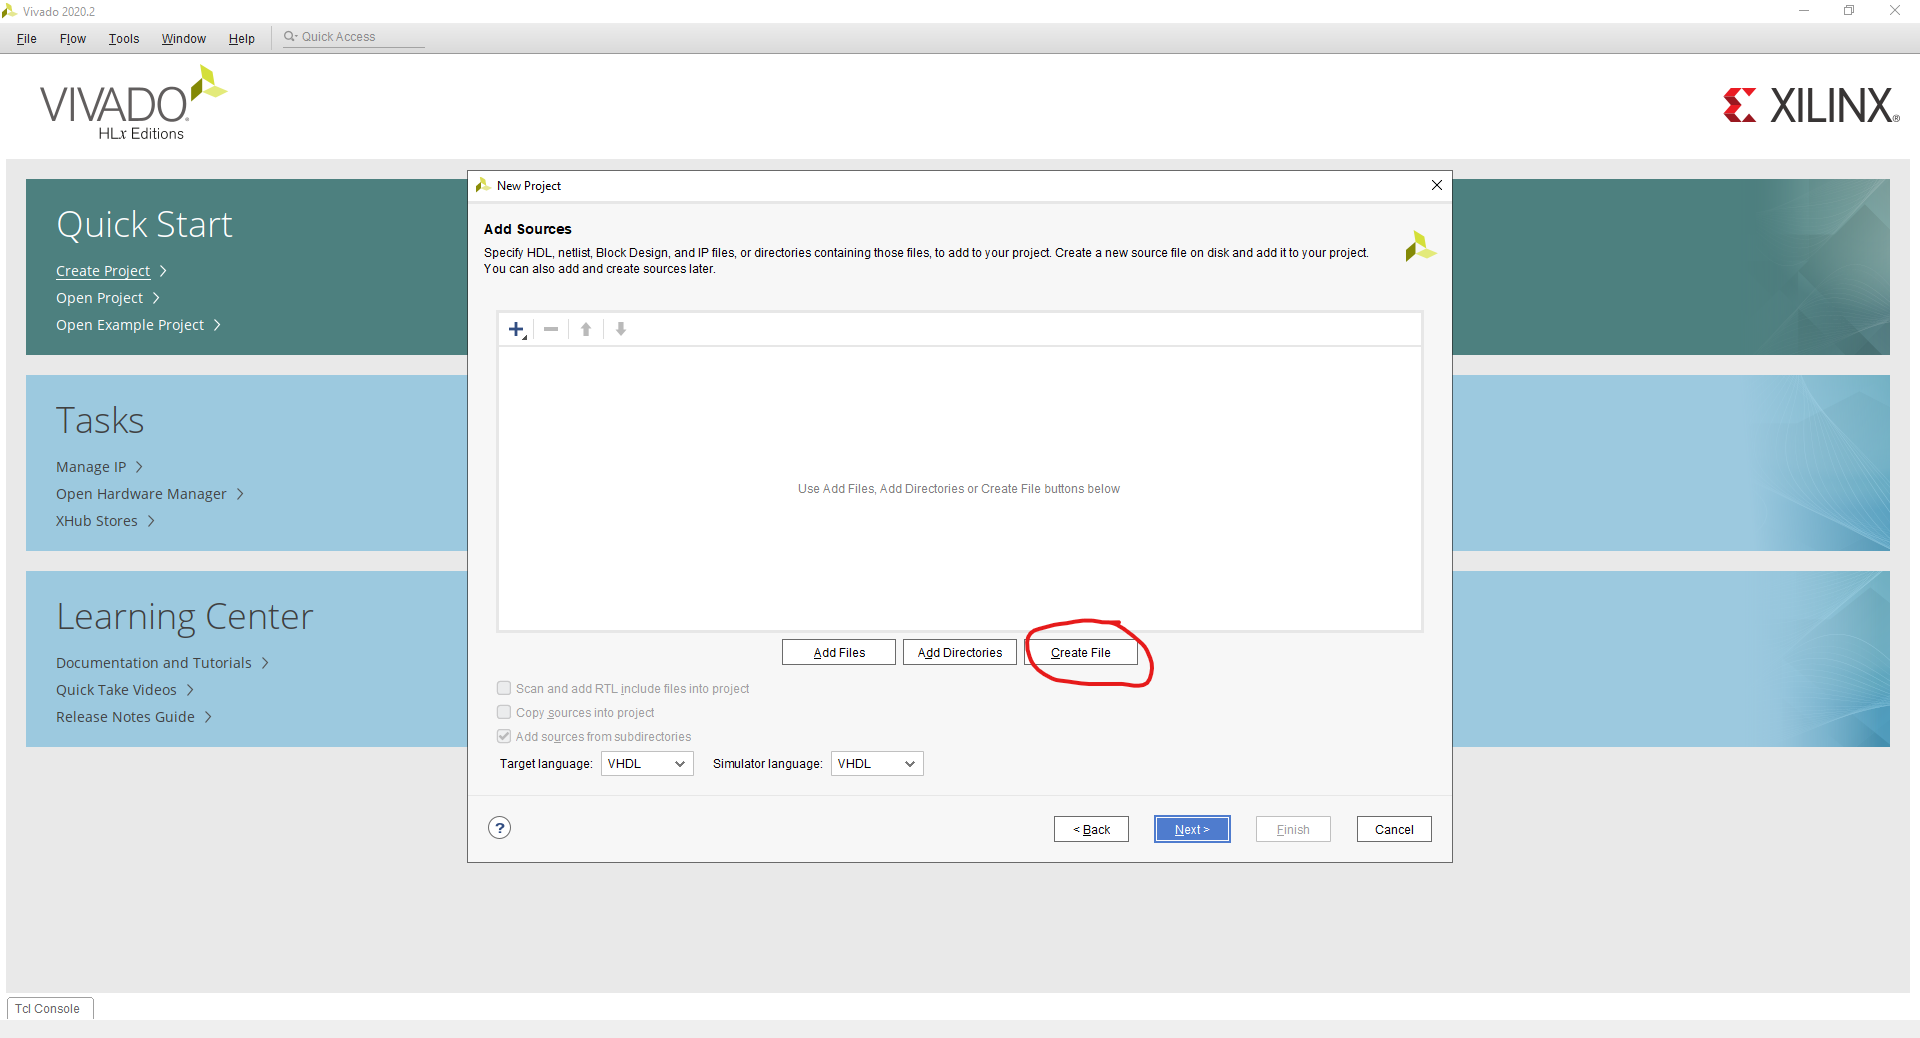 Vivado 2020.2
File Flow Tools Window Help Quick Access
VIVADO.
HLx Editions
XILINX®
Quick Start
Create Project
Open Project
Open Example Project
Tasks
Manage IP
Open Hardware Manager
XHub Stores
Learning Center
Documentation and Tutorials
Quick Take Videos
Release Notes Guide
New Project
Add Sources
Specify HDL, netlist, Block Design, and IP files, or directories containing those files, to add to your project. Create a new source file on disk and add it to your project.
You can also add and create sources later.
Use Add Files, Add Directories or Create File buttons below
Add Files Add Directories Create File
Scan and add RTL include files into project
Copy sources into project
Add sources from subdirectories
Target language: VHDL Simulator language: VHDL
? < Back Next > Finish Cancel
Tcl Console